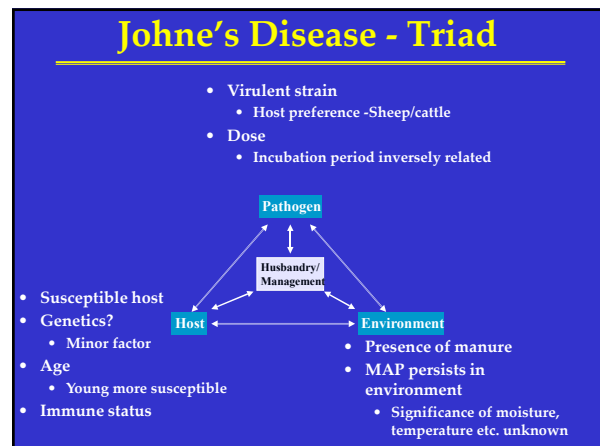 Johne's Disease - Triad
• Virulent strain
• Host preference -Sheep/cattle
• Dose
• Incubation period inversely related
Pathogen
Husbandry/
Management
Host
Environment
• Susceptible host
• Genetics?
• Minor factor
• Age
• Young more susceptible
• Immune status
• Presence of manure
• MAP persists in
environment
• Significance of moisture,
temperature etc. unknown